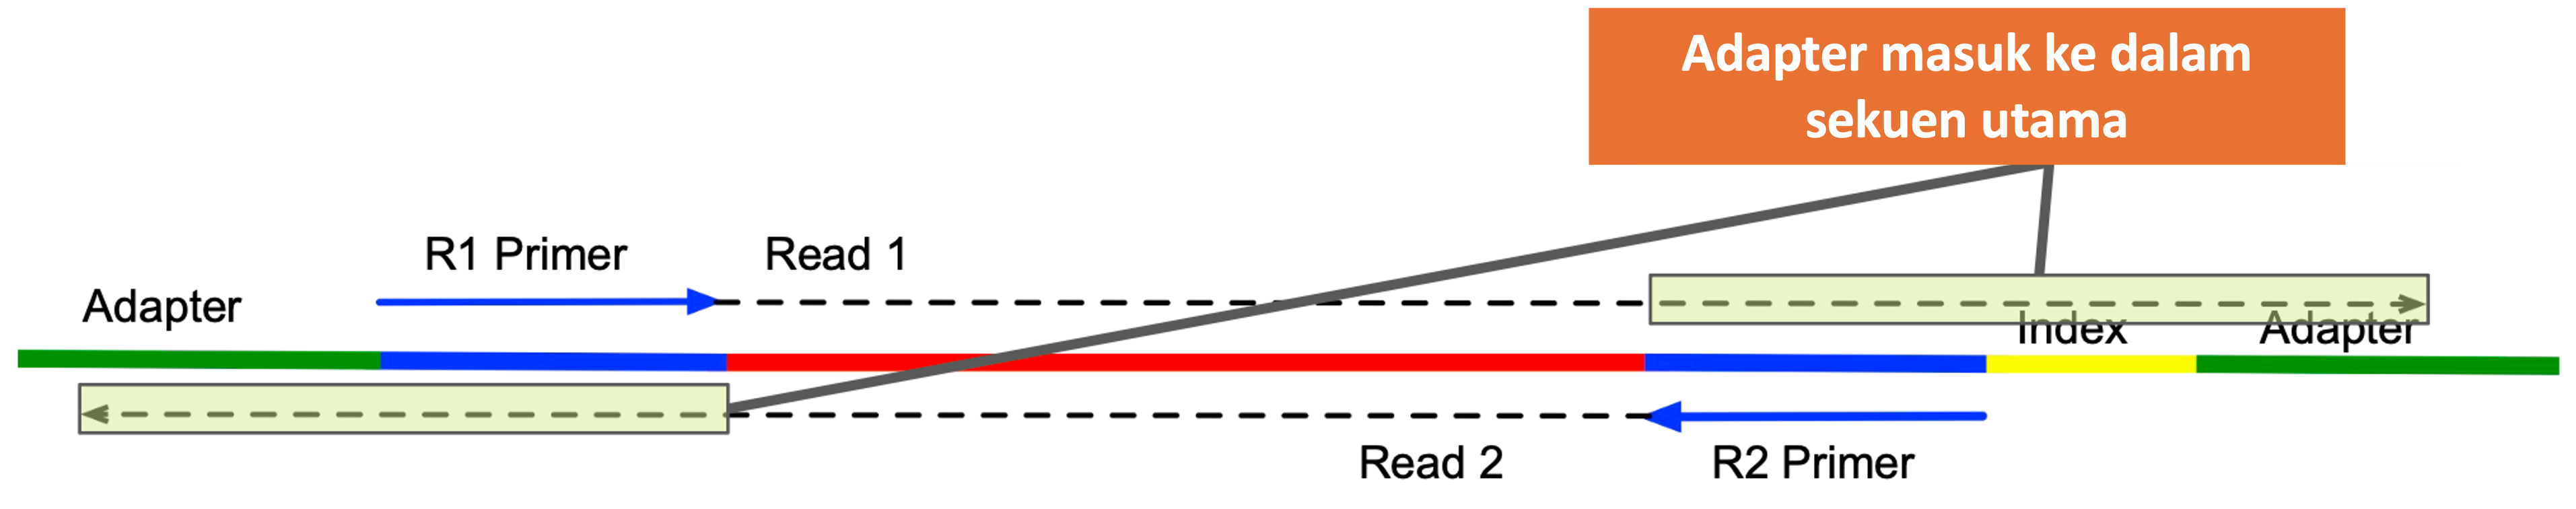 Adapter masuk ke dalam
sekuen utama
R1 Primer
Read 1
Adapter
Index
Adapter
Read 2
R2 Primer